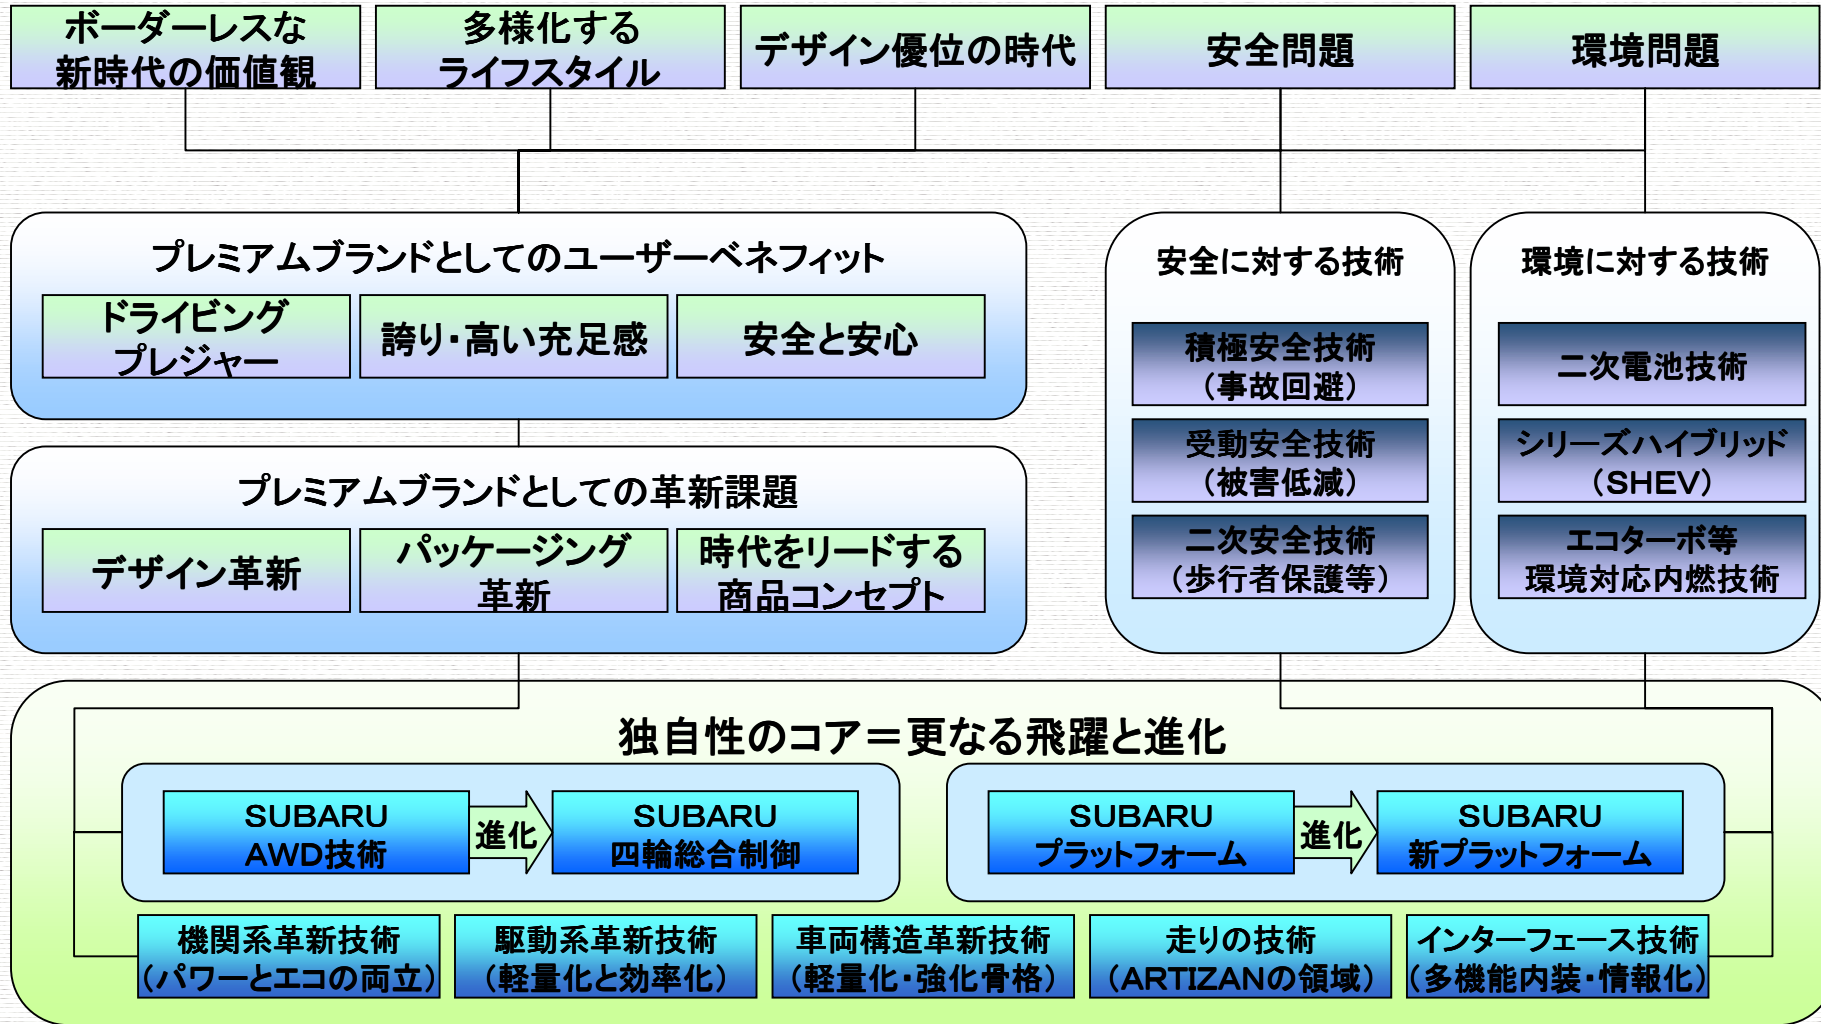 ボーダーレスな
新時代の価値観
多様化する
ライフスタイル
デザイン優位の時代
安全問題
環境問題
プレミアムブランドとしてのユーザーベネフィット
ドライビング
プレジャー
誇り・高い充足感
安全と安心
プレミアムブランドとしての革新課題
デザイン革新
パッケージング
革新
時代をリードする
商品コンセプト
安全に対する技術
積極安全技術
（事故回避）
受動安全技術
（被害低減）
二次安全技術
（歩行者保護等）
環境に対する技術
二次電池技術
シリーズハイブリッド
（SHEV）
エコターボ等
環境対応内燃技術
独自性のコア＝更なる飛躍と進化
SUBARU
AWD技術
進化
SUBARU
四輪総合制御
SUBARU
プラットフォーム
進化
SUBARU
新プラットフォーム
機関系革新技術
（パワーとエコの両立）
駆動系革新技術
（軽量化と効率化）
車両構造革新技術
（軽量化・強化骨格）
走りの技術
（ARTIZANの領域）
インターフェース技術
（多機能内装・情報化）